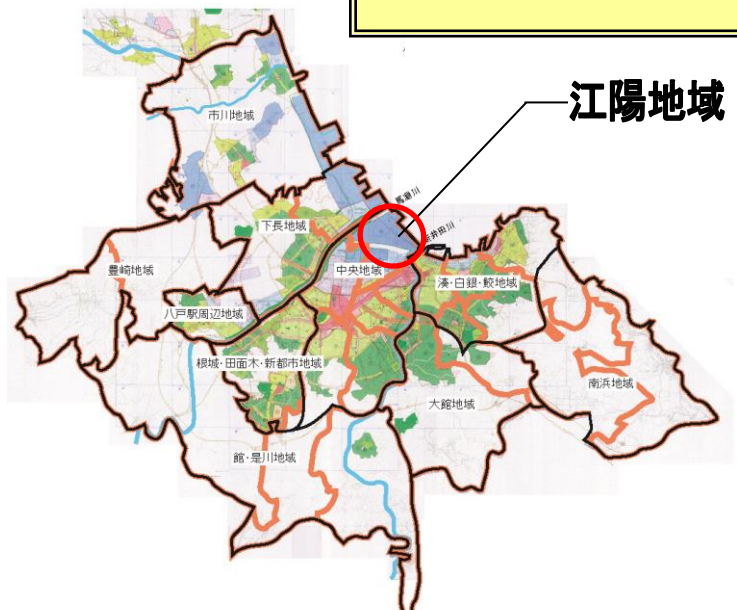 江陽地域
市川地域
馬淵川
新井田川
下長地域
豊崎地域
中央地域
湊・白銀・鮫地域
八戸駅周辺地域
根城・田面木・新都市地域
南浜地域
大館地域
館・是川地域